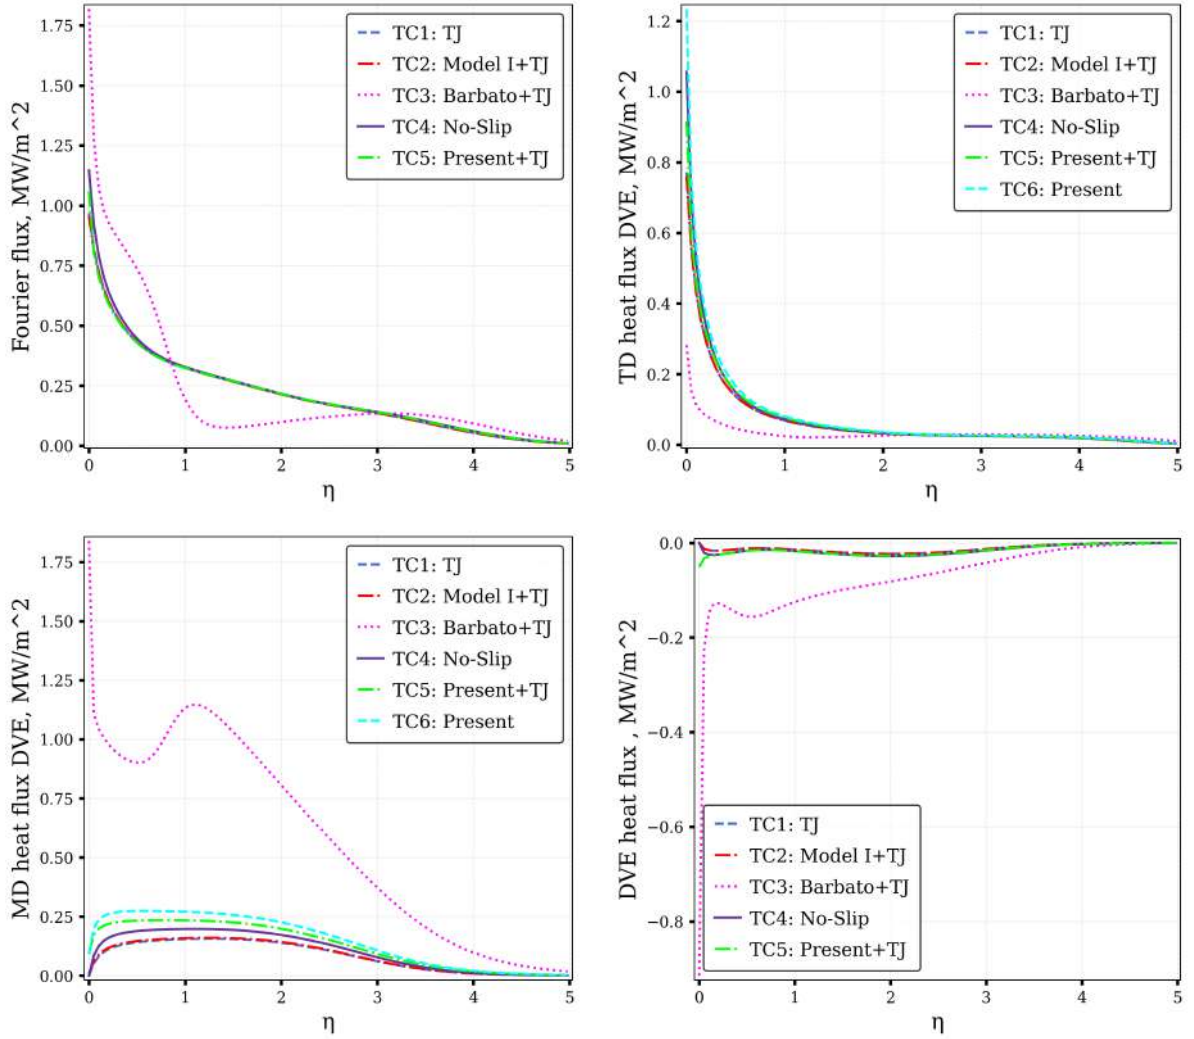 Fourier flux, MW/m^2
1.75
1.50
1.25
1.00
0.75
0.50
0.25
0.00
0 1 2 3 4 5
η
TC1: TJ
TC2: Model I+TJ
TC3: Barbato+TJ
TC4: No-Slip
TC5: Present+TJ
TD heat flux DVE, MW/m^2
1.2
1.0
0.8
0.6
0.4
0.2
0.0
0 1 2 3 4 5
η
TC1: TJ
TC2: Model I+TJ
TC3: Barbato+TJ
TC4: No-Slip
TC5: Present+TJ
TC6: Present
MD heat flux DVE, MW/m^2
1.75
1.50
1.25
1.00
0.75
0.50
0.25
0.00
0 1 2 3 4 5
η
TC1: TJ
TC2: Model I+TJ
TC3: Barbato+TJ
TC4: No-Slip
TC5: Present+TJ
TC6: Present
DVE heat flux , MW/m^2
0.0
−0.2
−0.4
−0.6
−0.8
0 1 2 3 4 5
η
TC1: TJ
TC2: Model I+TJ
TC3: Barbato+TJ
TC4: No-Slip
TC5: Present+TJ